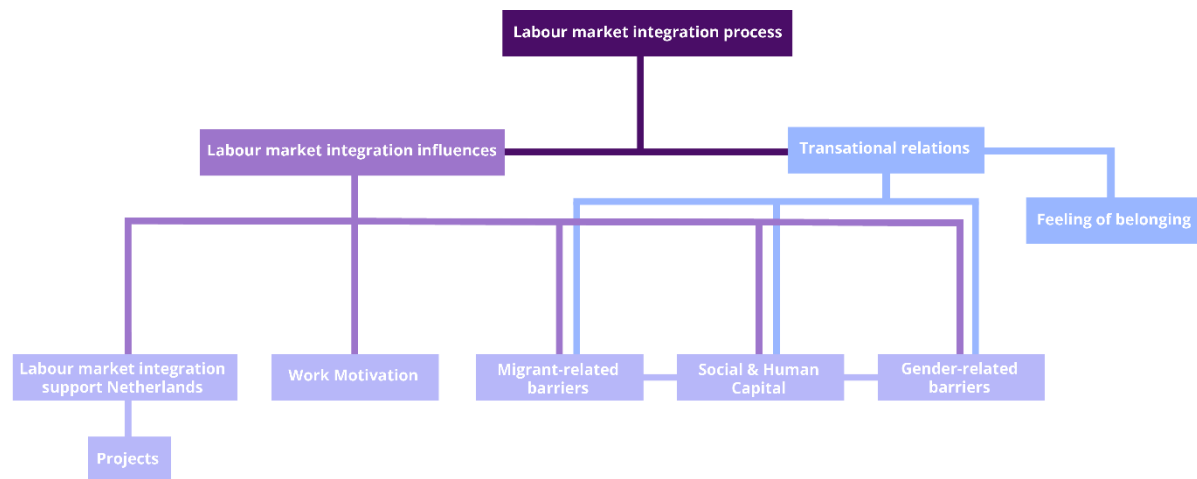 Labour market integration process
Labour market integration influences
Transational relations
Feeling of belonging
Labour market integration
support Netherlands
Work Motivation
Migrant-related
barriers
Social & Human
Capital
Gender-related
barriers
Projects